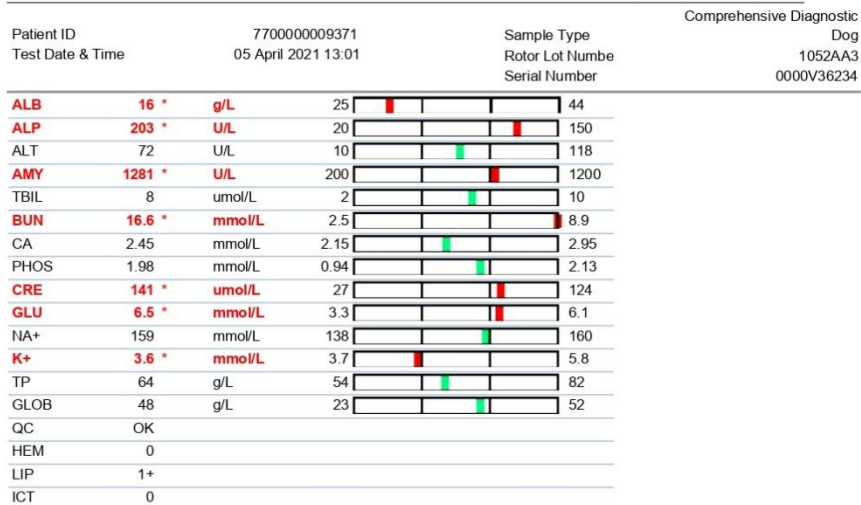 Comprehensive Diagnostic
Patient ID 7700000009371 Sample Type Dog
Test Date & Time 05 April 2021 13:01 Rotor Lot Numbe 1052AA3
Serial Number 0000V36234
ALB 16 * g/L 25 44
ALP 203 * U/L 20 150
ALT 72 U/L 10 118
AMY 1281 * U/L 200 1200
TBIL 8 umol/L 2 10
BUN 16.6 * mmol/L 2.5 8.9
CA 2.45 mmol/L 2.15 2.95
PHOS 1.98 mmol/L 0.94 2.13
CRE 141 * umol/L 27 124
GLU 6.5 * mmol/L 3.3 6.1
NA+ 159 mmol/L 138 160
K+ 3.6 * mmol/L 3.7 5.8
TP 64 g/L 54 82
GLOB 48 g/L 23 52
QC OK
HEM 0
LIP 1+
ICT 0